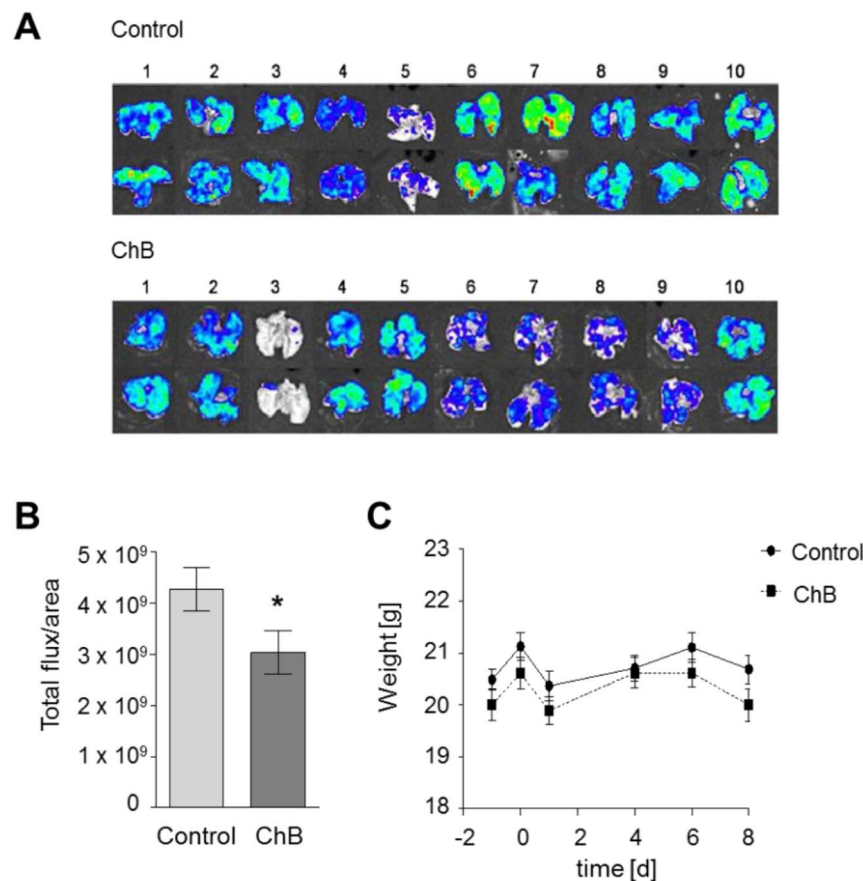 A
Control
1 2 3 4 5 6 7 8 9 10
ChB
1 2 3 4 5 6 7 8 9 10
B
Total flux/area
5 x 10⁹
4 x 10⁹
3 x 10⁹
2 x 10⁹
1 x 10⁹
0
*
Control ChB
C
Weight [g]
23
22
21
20
19
18
-2 0 2 4 6 8
time [d]
Control
ChB